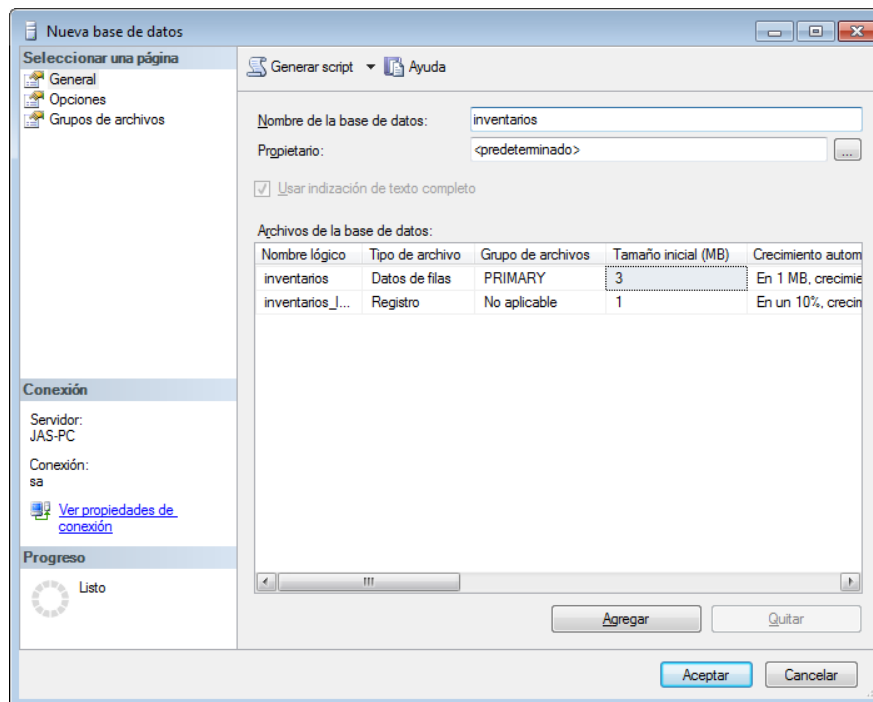 Nueva base de datos
Seleccionar una página
General
Opciones
Grupos de archivos
Generar script
Ayuda
Nombre de la base de datos: inventarios
Propietario: <predeterminado> ...
Usar indización de texto completo
Archivos de la base de datos:
Nombre lógico Tipo de archivo Grupo de archivos Tamaño inicial (MB) Crecimiento autom
inventarios Datos de filas PRIMARY 3 En 1 MB, crecimie
inventarios_l... Registro No aplicable 1 En un 10%, crecin
Conexión
Servidor:
JAS-PC
Conexión:
sa
Ver propiedades de
conexión
Progreso
Listo
Agregar Quitar
Aceptar Cancelar